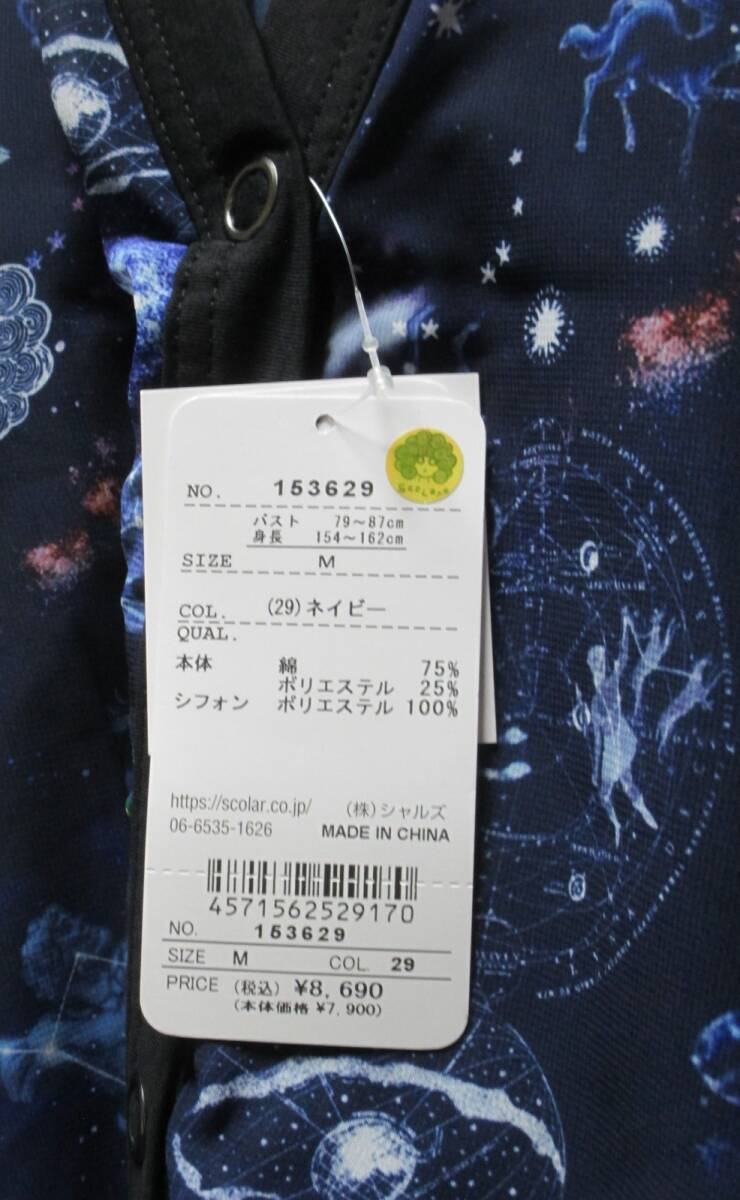 ScoLar
NO. 153629
バスト 79～87cm
身長 154～162cm
SIZE M
COL. (29)ネイビー
QUAL.
本体 綿 75%
ポリエステル 25%
シフォン ポリエステル 100%
https://scolar.co.jp/ (株)シャルズ
06-6535-1626 MADE IN CHINA
4571562529170
NO. 153629
SIZE M COL. 29
PRICE (税込) ¥8,690
(本体価格 ¥7,900)